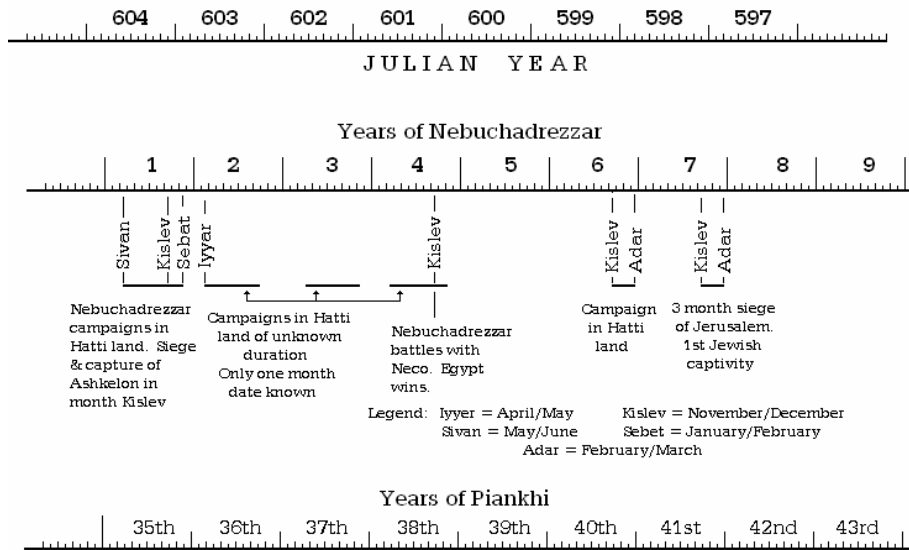 604 603 602 601 600 599 598 597
JULIAN YEAR
Years of Nebuchadrezzar
1 2 3 4 5 6 7 8 9
Sivan
Kislev
Sebat
Iyyar
Kislev
Kislev
Adar
Kislev
Adar
Nebuchadrezzar
campaigns in
Hatti land. Siege
& capture of
Ashkelon in
month Kislev
Campaigns in Hatti
land of unknown
duration
Only one month
date known
Nebuchadrezzar
battles with
Neco. Egypt
wins.
Campaign
in Hatti
land
3 month siege
of Jerusalem.
1st Jewish
captivity
Legend: Iyyer = April/May Kislev = November/December
Sivan = May/June Sebet = January/February
Adar = February/March
Years of Piankhi
35th 36th 37th 38th 39th 40th 41st 42nd 43rd